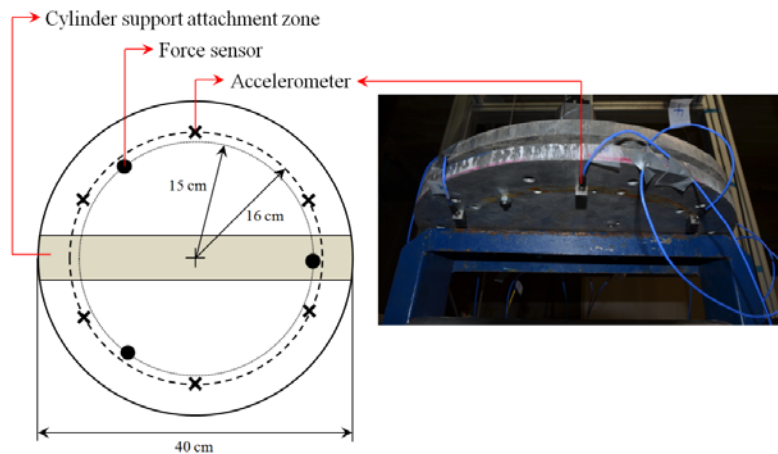 Cylinder support attachment zone
Force sensor
Accelerometer
15 cm
16 cm
40 cm